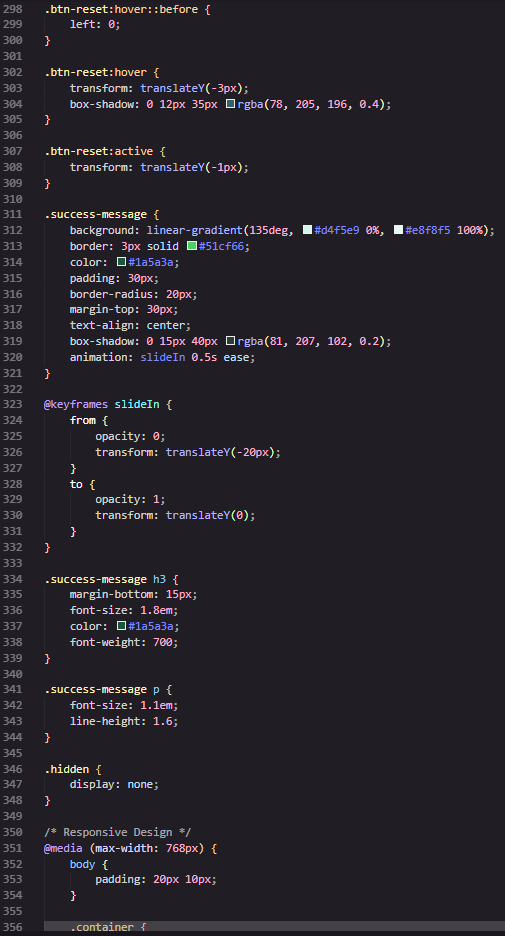 298 .btn-reset:hover::before {
299     left: 0;
300 }
301
302 .btn-reset:hover {
303     transform: translateY(-3px);
304     box-shadow: 0 12px 35px rgba(78, 205, 196, 0.4);
305 }
306
307 .btn-reset:active {
308     transform: translateY(-1px);
309 }
310
311 .success-message {
312     background: linear-gradient(135deg, #d4f5e9 0%, #e8f8f5 100%);
313     border: 3px solid #51cf66;
314     color: #1a5a3a;
315     padding: 30px;
316     border-radius: 20px;
317     margin-top: 30px;
318     text-align: center;
319     box-shadow: 0 15px 40px rgba(81, 207, 102, 0.2);
320     animation: slideIn 0.5s ease;
321 }
322
323 @keyframes slideIn {
324     from {
325         opacity: 0;
326         transform: translateY(-20px);
327     }
328     to {
329         opacity: 1;
330         transform: translateY(0);
331     }
332 }
333
334 .success-message h3 {
335     margin-bottom: 15px;
336     font-size: 1.8em;
337     color: #1a5a3a;
338     font-weight: 700;
339 }
340
341 .success-message p {
342     font-size: 1.1em;
343     line-height: 1.6;
344 }
345
346 .hidden {
347     display: none;
348 }
349
350 /* Responsive Design */
351 @media (max-width: 768px) {
352     body {
353         padding: 20px 10px;
354     }
355
356     .container {